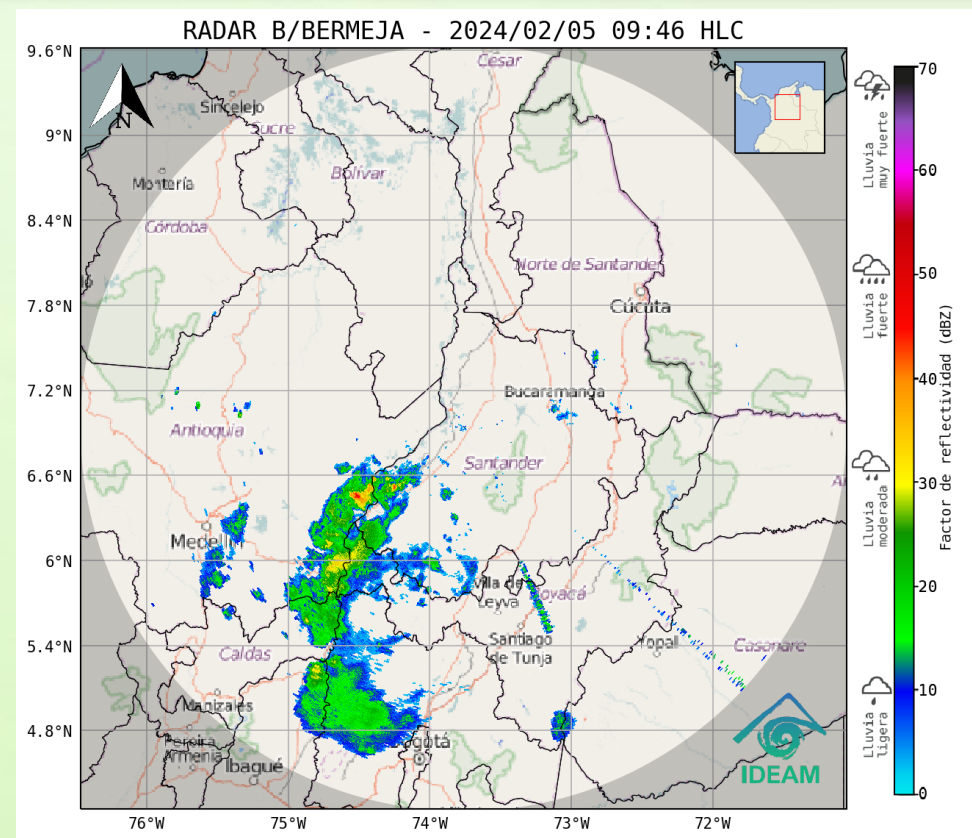 RADAR B/BERMEJA - 2024/02/05 09:46 HLC
9.6°N
9°N
8.4°N
7.8°N
7.2°N
6.6°N
6°N
5.4°N
4.8°N
76°W
75°W
74°W
73°W
72°W
N
Cesar
Sincelejo
Sucre
Montería
Bolívar
Córdoba
Norte de Santander
Cúcuta
Bucaramanga
Antioquia
Santander
Medellín
Villa de
Leyva
Boyacá
Santiago
de Tunja
Yopal
Casanare
Caldas
Manizales
Pereira
Armenia
Ibagué
Bogotá
IDEAM
70
60
50
40
30
20
10
0
Lluvia
muy fuerte
Lluvia
fuerte
Lluvia
moderada
Lluvia
ligera
Factor de reflectividad (dBZ)